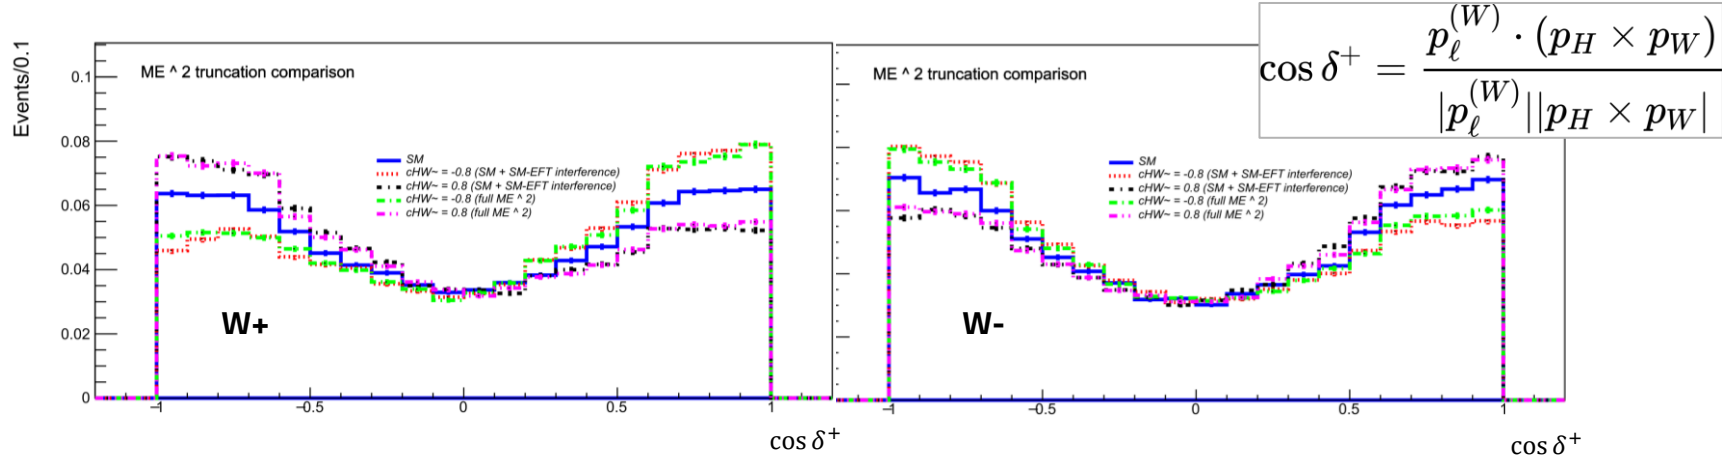 Events/0.1
ME ^ 2 truncation comparison
SM
cHW~ = -0.8 (SM + SM-EFT interference)
cHW~ = 0.8 (SM + SM-EFT interference)
cHW~ = -0.8 (full ME ^ 2)
cHW~ = 0.8 (full ME ^ 2)
0.1
0.08
0.06
0.04
0.02
0
W+
−1
−0.5
0
0.5
1
cos δ⁺
ME ^ 2 truncation comparison
SM
cHW~ = -0.8 (SM + SM-EFT interference)
cHW~ = 0.8 (SM + SM-EFT interference)
cHW~ = -0.8 (full ME ^ 2)
cHW~ = 0.8 (full ME ^ 2)
W-
−1
−0.5
0
0.5
1
cos δ⁺
cos δ⁺ = \frac{p_ℓ^{(W)} · (p_H × p_W)}{|p_ℓ^{(W)}||p_H × p_W|}